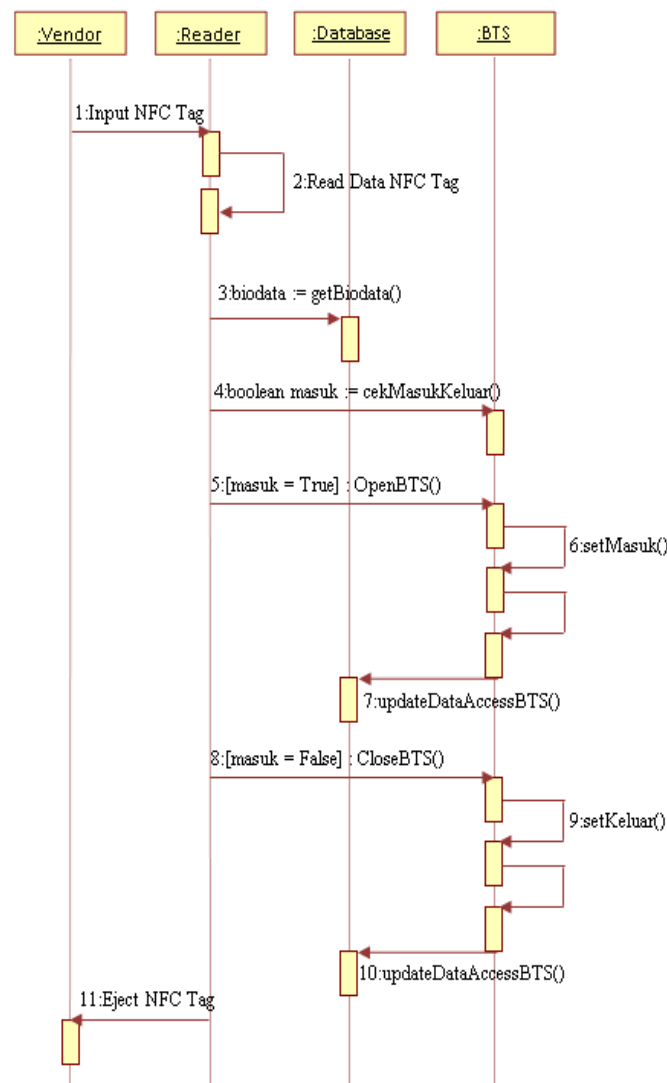 :Vendor
:Reader
:Database
:BTS
1:Input NFC Tag
2:Read Data NFC Tag
3:biodata := getBiodata()
4:boolean masuk := cekMasukKeluar()
5:[masuk = True] : OpenBTS()
6:setMasuk()
7:updateDataAccessBTS()
8:[masuk = False] : CloseBTS()
9:setKeluar()
10:updateDataAccessBTS()
11:Eject NFC Tag